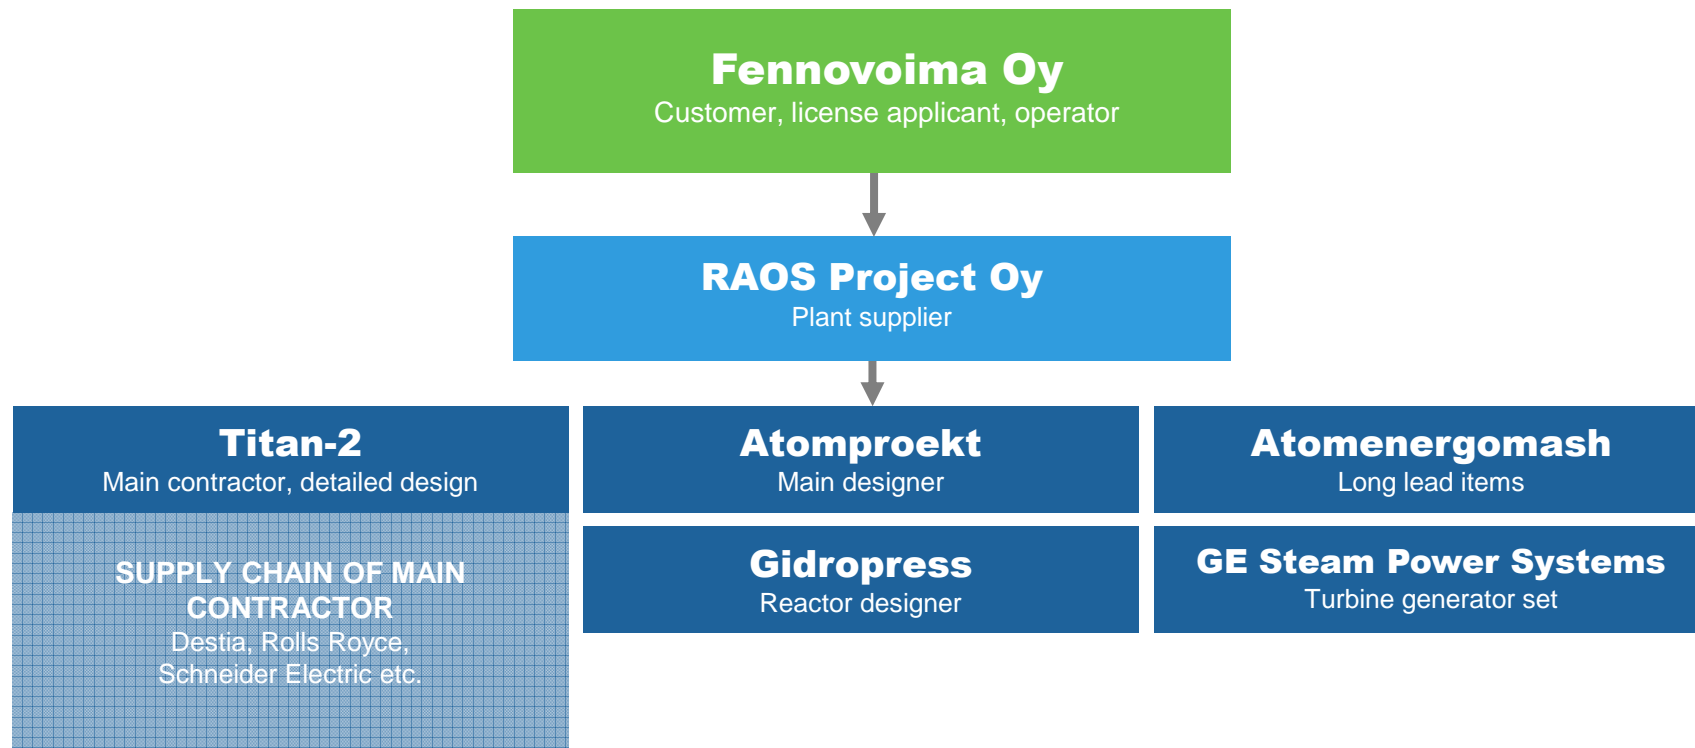 Fennovoima Oy
Customer, license applicant, operator
RAOS Project Oy
Plant supplier
Titan-2
Main contractor, detailed design
Atomproekt
Main designer
Atomenergomash
Long lead items
SUPPLY CHAIN OF MAIN
CONTRACTOR
Destia, Rolls Royce,
Schneider Electric etc.
Gidropress
Reactor designer
GE Steam Power Systems
Turbine generator set